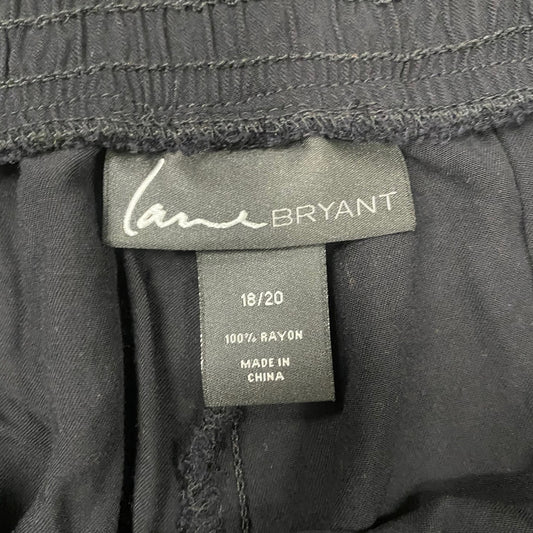 lane BRYANT
18/20
100% RAYON
MADE IN
CHINA